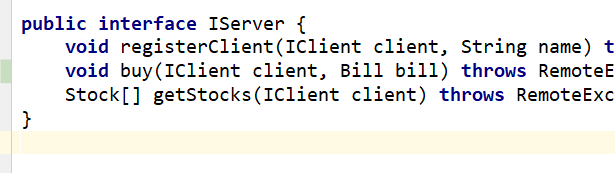 public interface IServer {
void registerClient(IClient client, String name) t
void buy(IClient client, Bill bill) throws RemoteE
Stock[] getStocks(IClient client) throws RemoteExc
}